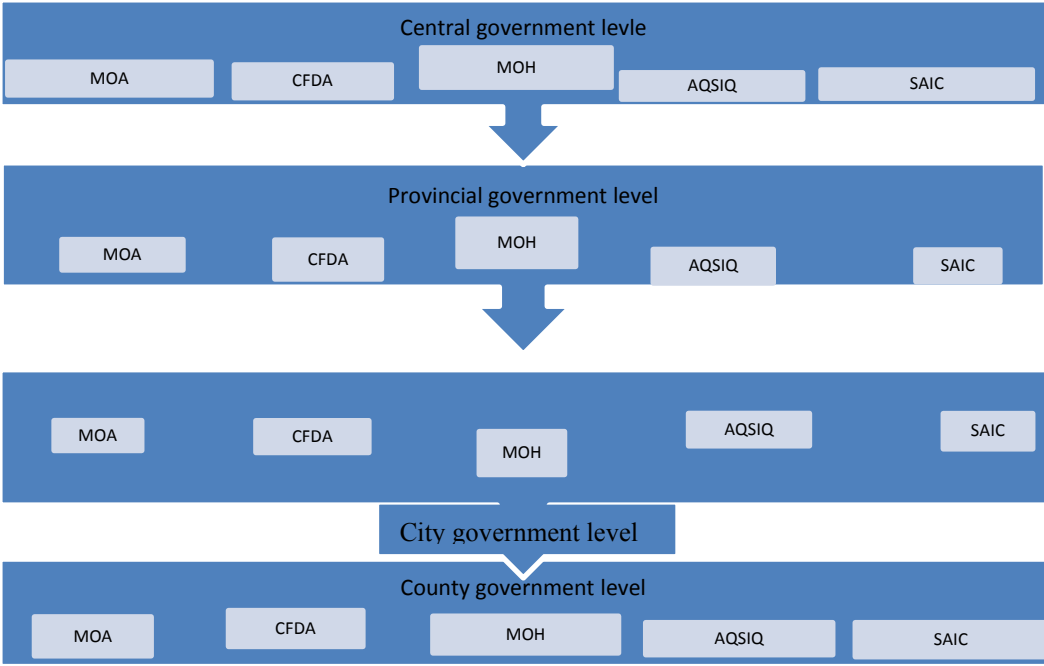 Central government levle
MOA CFDA MOH AQSIQ SAIC
Provincial government level
MOA CFDA MOH AQSIQ SAIC
MOA CFDA MOH AQSIQ SAIC
City government level
County government level
MOA CFDA MOH AQSIQ SAIC